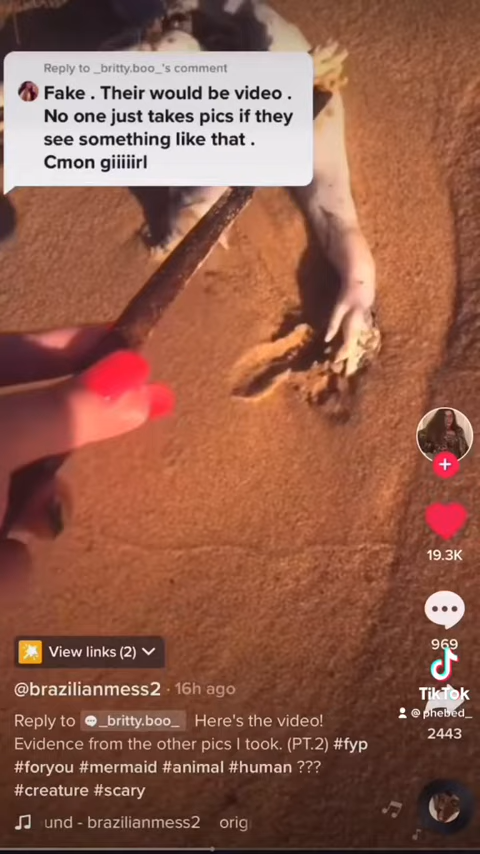 Reply to _britty.boo_'s comment
Fake . Their would be video .
No one just takes pics if they
see something like that .
Cmon giiiiirl
19.3K
View links (2)
969
@brazilianmess2 · 16h ago
TikTok
@phebed_
Reply to _britty.boo_ Here's the video!
2443
Evidence from the other pics I took. (PT.2) #fyp
#foryou #mermaid #animal #human ???
#creature #scary
und - brazilianmess2 orig